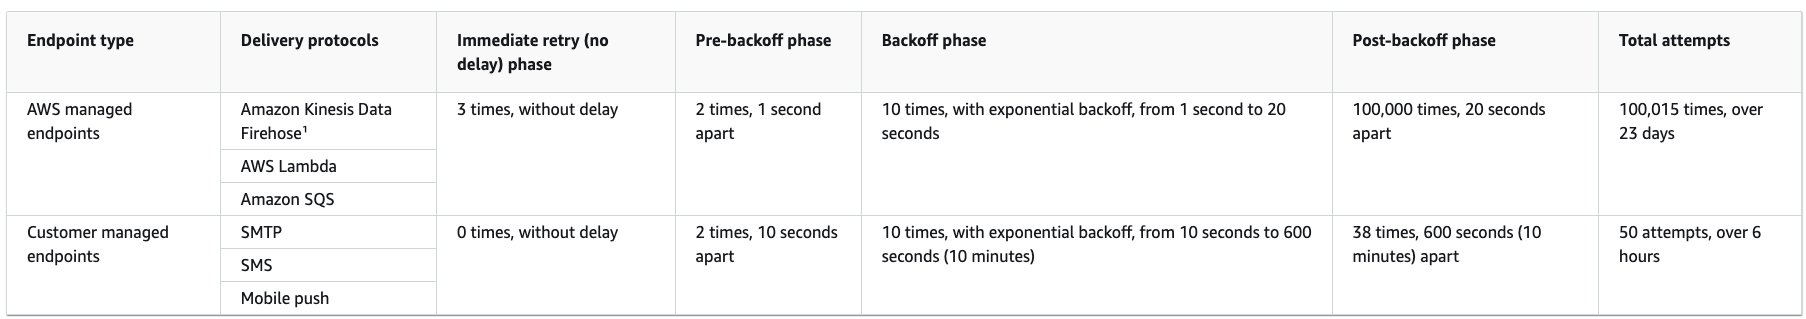 Endpoint type
Delivery protocols
Immediate retry (no
delay) phase
Pre-backoff phase
Backoff phase
Post-backoff phase
Total attempts
AWS managed
endpoints
Amazon Kinesis Data
Firehose¹
AWS Lambda
Amazon SQS
3 times, without delay
2 times, 1 second
apart
10 times, with exponential backoff, from 1 second to 20
seconds
100,000 times, 20 seconds
apart
100,015 times, over
23 days
Customer managed
endpoints
SMTP
SMS
Mobile push
0 times, without delay
2 times, 10 seconds
apart
10 times, with exponential backoff, from 10 seconds to 600
seconds (10 minutes)
38 times, 600 seconds (10
minutes) apart
50 attempts, over 6
hours